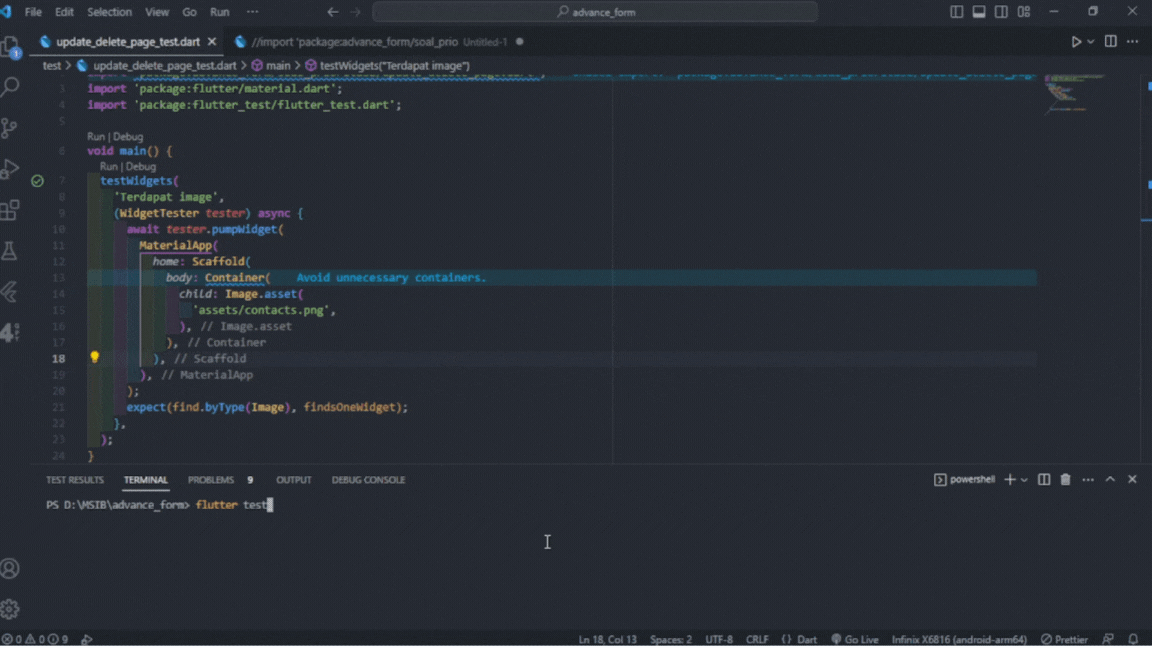 File Edit Selection View Go Run ··· advance_form
update_delete_page_test.dart //import 'package:advance_form/soal_prio Untitled-1
test > update_delete_page_test.dart > main > testWidgets("Terdapat image")
3 import 'package:flutter/material.dart';
4 import 'package:flutter_test/flutter_test.dart';
5
Run | Debug
6 void main() {
Run | Debug
7 testWidgets(
8 'Terdapat image',
9 (WidgetTester tester) async {
10 await tester.pumpWidget(
11 MaterialApp(
12 home: Scaffold(
13 body: Container( Avoid unnecessary containers.
14 child: Image.asset(
15 'assets/contacts.png',
16 ), // Image.asset
17 ), // Container
18 ), // Scaffold
19 ), // MaterialApp
20 );
21 expect(find.byType(Image), findsOneWidget);
22 },
23 );
24 }
TEST RESULTS TERMINAL PROBLEMS 9 OUTPUT DEBUG CONSOLE powershell
PS D:\MSIB\advance_form> flutter test
0 0 9 Ln 18, Col 13 Spaces: 2 UTF-8 CRLF {} Dart Go Live Infinix X6816 (android-arm64) Prettier